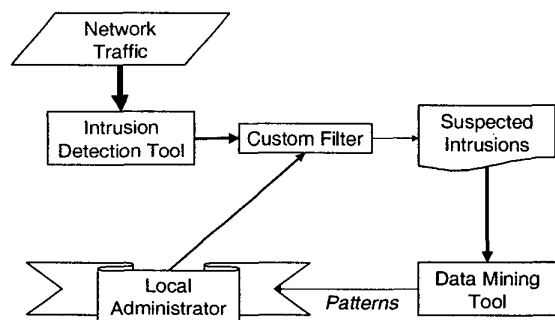 Network
Traffic
Intrusion
Detection Tool
Custom Filter
Suspected
Intrusions
Local
Administrator
Patterns
Data Mining
Tool